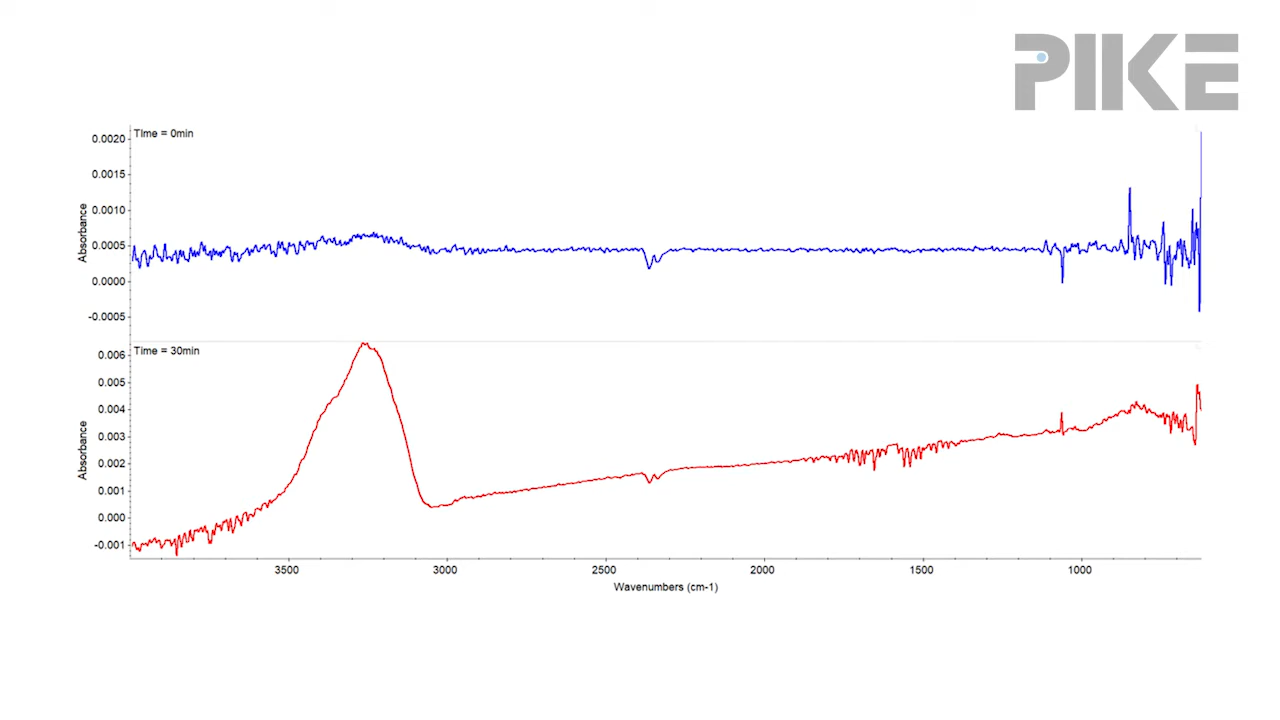 PIKE
TIme = 0min
0.0020
0.0015
0.0010
0.0005
0.0000
-0.0005
Absorbance
Time = 30min
0.006
0.005
0.004
0.003
0.002
0.001
0.000
-0.001
Absorbance
3500 3000 2500 2000 1500 1000
Wavenumbers (cm-1)